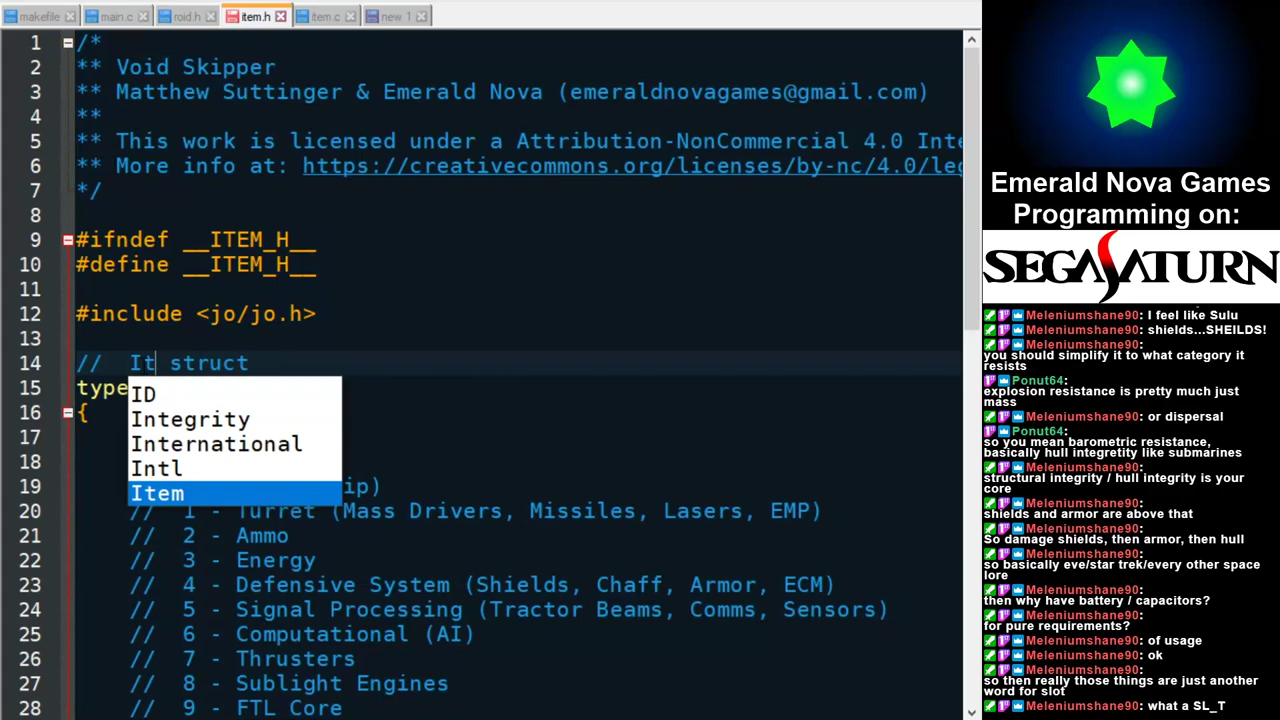 makefile main.c roid.h item.h item.c new 1
1 /*
2 ** Void Skipper
3 ** Matthew Suttinger & Emerald Nova (emeraldnovagames@gmail.com)
4 **
5 ** This work is licensed under a Attribution-NonCommercial 4.0 Inte
6 ** More info at: https://creativecommons.org/licenses/by-nc/4.0/leg
7 */
8
9 #ifndef __ITEM_H__
10 #define __ITEM_H__
11
12 #include <jo/jo.h>
13
14 // It struct
15 type
16 {
ID
Integrity
International
Intl
Item
17
18
19 ip)
20 // 1 - Turret (Mass Drivers, Missiles, Lasers, EMP)
21 // 2 - Ammo
22 // 3 - Energy
23 // 4 - Defensive System (Shields, Chaff, Armor, ECM)
24 // 5 - Signal Processing (Tractor Beams, Comms, Sensors)
25 // 6 - Computational (AI)
26 // 7 - Thrusters
27 // 8 - Sublight Engines
28 // 9 - FTL Core
Emerald Nova Games
Programming on:
SEGA SATURN
Meleniumshane90: I feel like Sulu
Meleniumshane90: shields...SHEILDS!
Meleniumshane90:
you should simplify it to what category it
resists
Ponut64:
explosion resistance is pretty much just
mass
Meleniumshane90: or dispersal
Ponut64:
so you mean barometric resistance,
basically hull integretity like submarines
Meleniumshane90:
structural integrity / hull integrity is your
core
Meleniumshane90:
shields and armor are above that
Meleniumshane90:
So damage shields, then armor, then hull
Meleniumshane90:
so basically eve/star trek/every other space
lore
Meleniumshane90:
then why have battery / capacitors?
Meleniumshane90:
for pure requirements?
Meleniumshane90: of usage
Meleniumshane90: ok
Meleniumshane90:
so then really those things are just another
word for slot
Meleniumshane90: what a SL_T